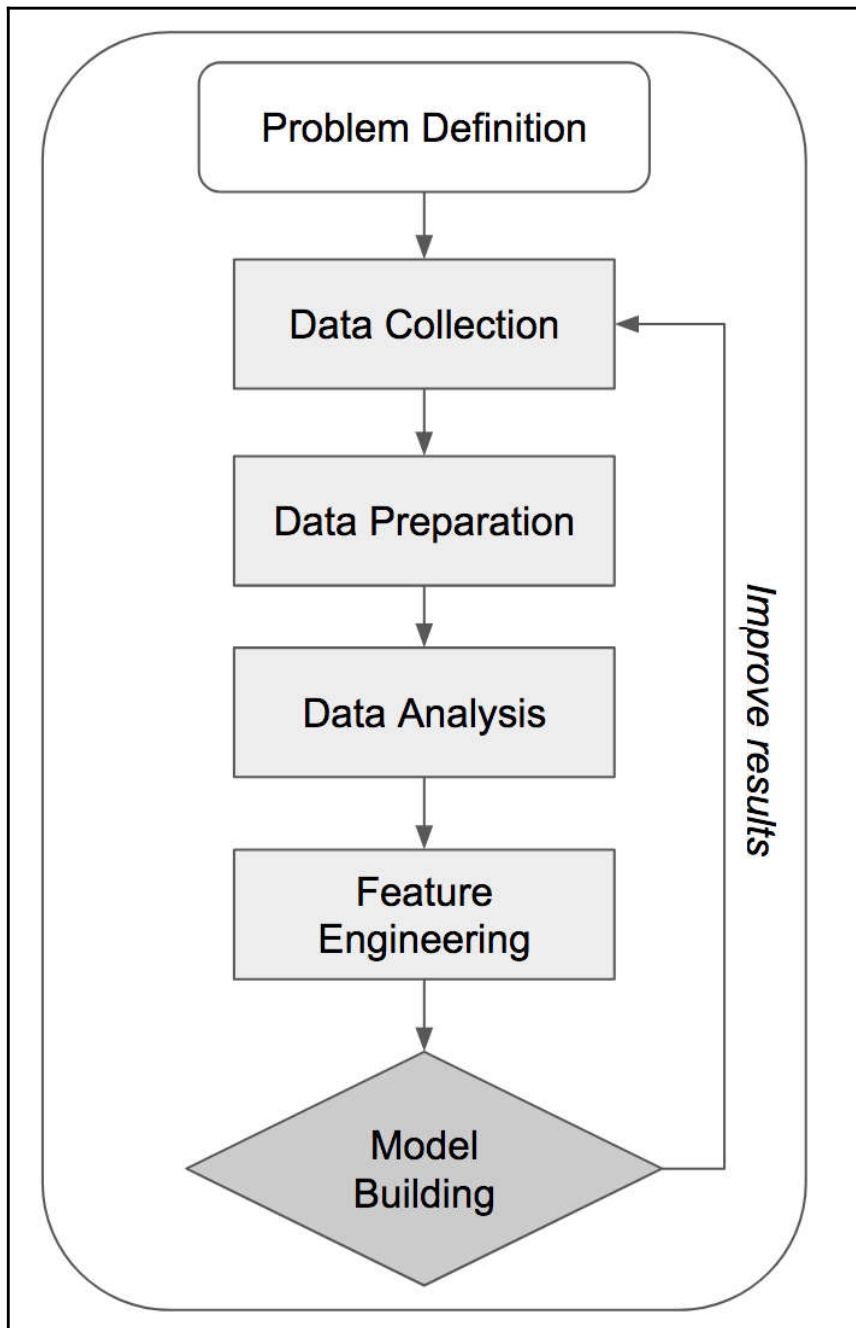 Problem Definition
Data Collection
Data Preparation
Data Analysis
Feature
Engineering
Model
Building
Improve results